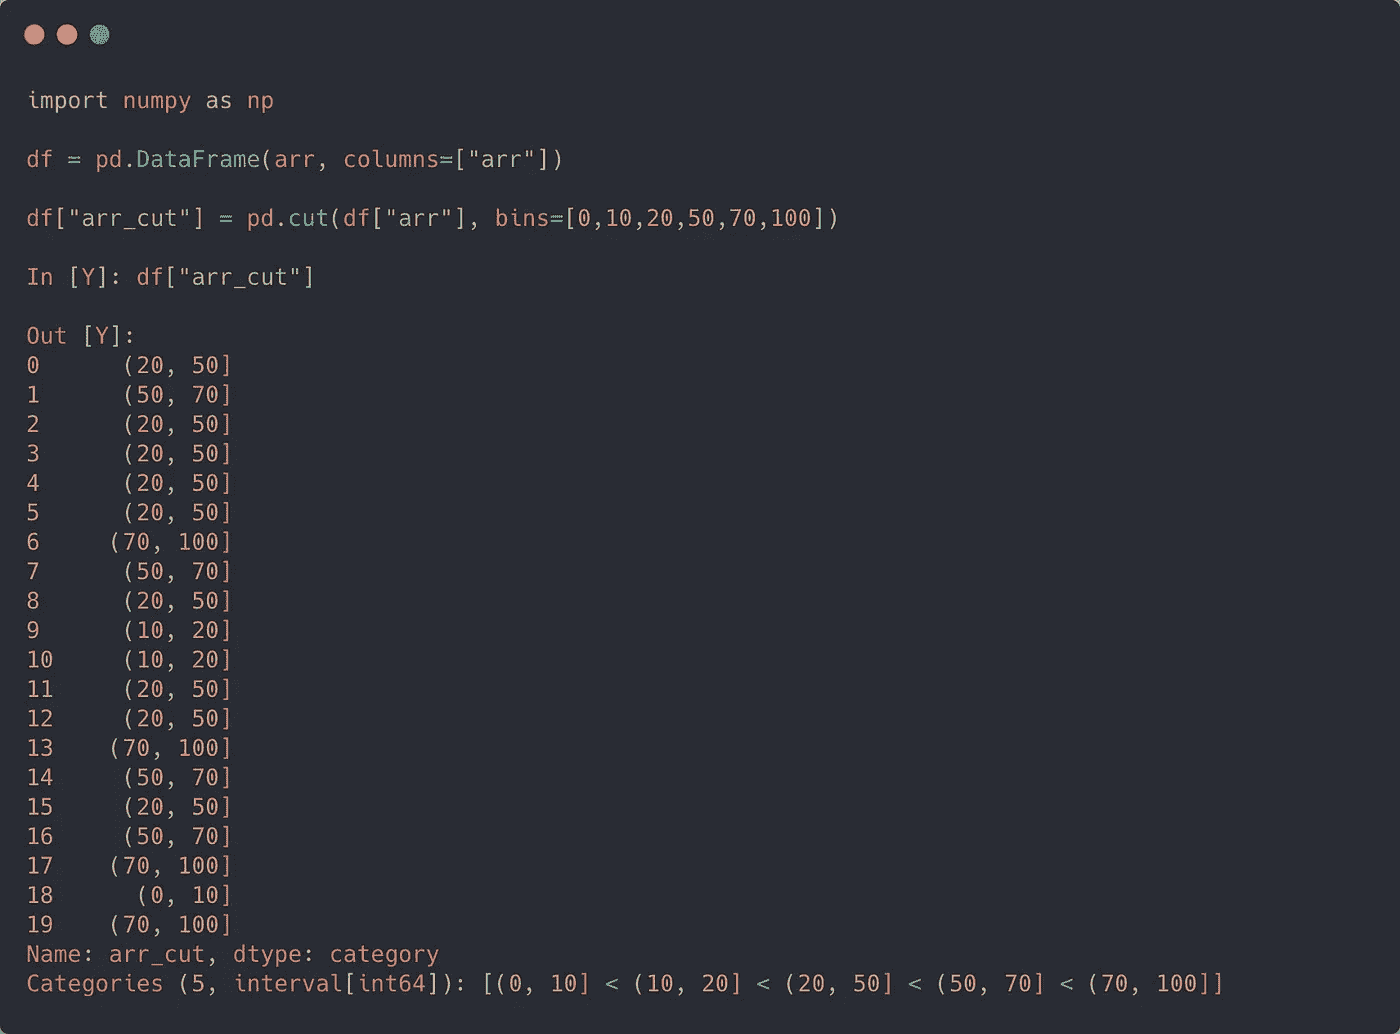 import numpy as np
df = pd.DataFrame(arr, columns=["arr"])
df["arr_cut"] = pd.cut(df["arr"], bins=[0,10,20,50,70,100])
In [Y]: df["arr_cut"]
Out [Y]:
0      (20, 50]
1      (50, 70]
2      (20, 50]
3      (20, 50]
4      (20, 50]
5      (20, 50]
6     (70, 100]
7      (50, 70]
8      (20, 50]
9      (10, 20]
10     (10, 20]
11     (20, 50]
12     (20, 50]
13    (70, 100]
14     (50, 70]
15     (20, 50]
16     (50, 70]
17    (70, 100]
18      (0, 10]
19    (70, 100]
Name: arr_cut, dtype: category
Categories (5, interval[int64]): [(0, 10] < (10, 20] < (20, 50] < (50, 70] < (70, 100]]